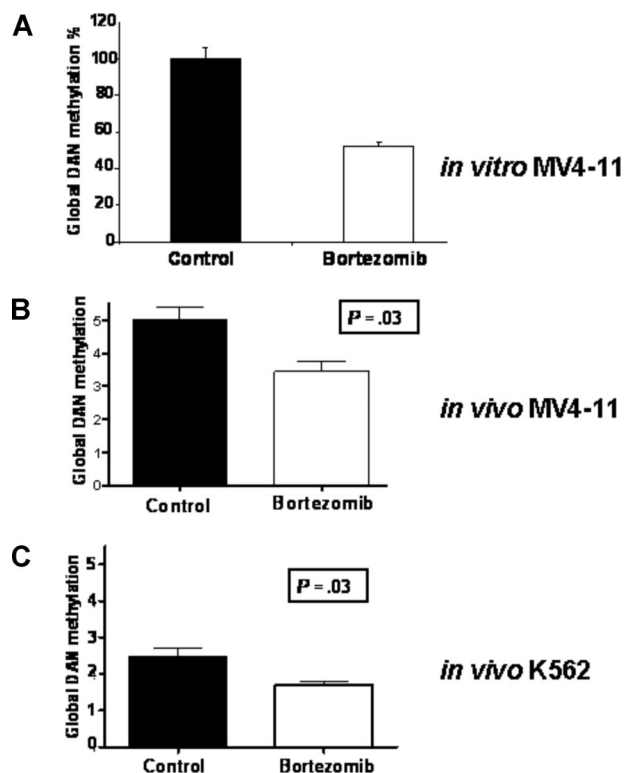 A
Global DAN methylation %
120
100
80
60
40
20
0
Control
Bortezomib
in vitro MV4-11
B
Global DAN methylation
5
4
3
2
1
0
P = .03
Control
Bortezomib
in vivo MV4-11
C
Global DAN methylation
5
4
3
2
1
0
P = .03
Control
Bortezomib
in vivo K562